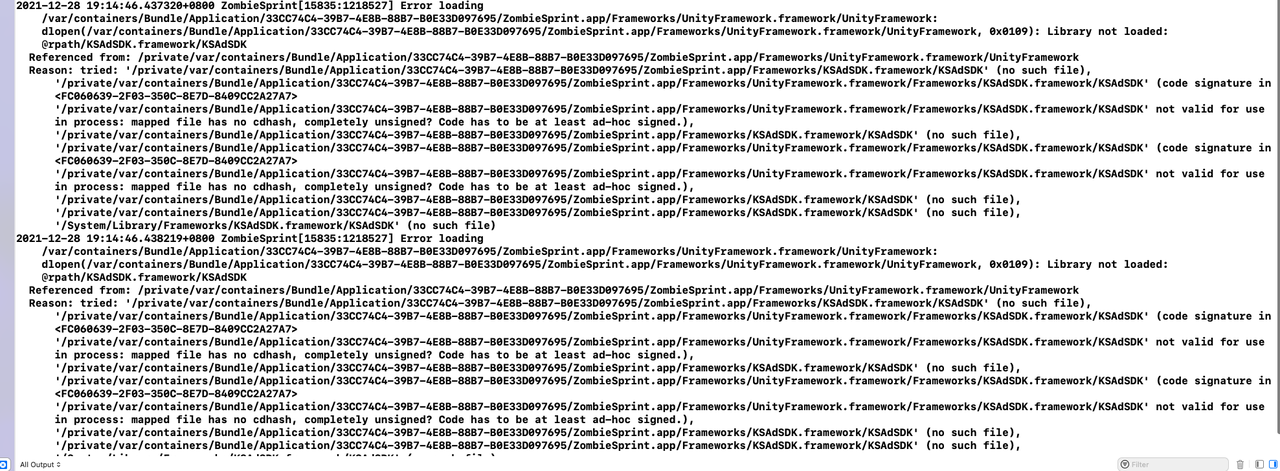 2021-12-28 19:14:46.437320+0800 ZombieSprint[15835:1218527] Error loading
/var/containers/Bundle/Application/33CC74C4-39B7-4E8B-88B7-B0E33D097695/ZombieSprint.app/Frameworks/UnityFramework.framework/UnityFramework:
dlopen(/var/containers/Bundle/Application/33CC74C4-39B7-4E8B-88B7-B0E33D097695/ZombieSprint.app/Frameworks/UnityFramework.framework/UnityFramework, 0x0109): Library not loaded:
@rpath/KSAdSDK.framework/KSAdSDK
Referenced from: /private/var/containers/Bundle/Application/33CC74C4-39B7-4E8B-88B7-B0E33D097695/ZombieSprint.app/Frameworks/UnityFramework.framework/UnityFramework
Reason: tried: '/private/var/containers/Bundle/Application/33CC74C4-39B7-4E8B-88B7-B0E33D097695/ZombieSprint.app/Frameworks/KSAdSDK.framework/KSAdSDK' (no such file),
'/private/var/containers/Bundle/Application/33CC74C4-39B7-4E8B-88B7-B0E33D097695/ZombieSprint.app/Frameworks/UnityFramework.framework/Frameworks/KSAdSDK.framework/KSAdSDK' (code signature in
<FC060639-2F03-350C-8E7D-8409CC2A27A7>
'/private/var/containers/Bundle/Application/33CC74C4-39B7-4E8B-88B7-B0E33D097695/ZombieSprint.app/Frameworks/UnityFramework.framework/Frameworks/KSAdSDK.framework/KSAdSDK' not valid for use
in process: mapped file has no cdhash, completely unsigned? Code has to be at least ad-hoc signed.),
'/private/var/containers/Bundle/Application/33CC74C4-39B7-4E8B-88B7-B0E33D097695/ZombieSprint.app/Frameworks/KSAdSDK.framework/KSAdSDK' (no such file),
'/private/var/containers/Bundle/Application/33CC74C4-39B7-4E8B-88B7-B0E33D097695/ZombieSprint.app/Frameworks/UnityFramework.framework/Frameworks/KSAdSDK.framework/KSAdSDK' (code signature in
<FC060639-2F03-350C-8E7D-8409CC2A27A7>
'/private/var/containers/Bundle/Application/33CC74C4-39B7-4E8B-88B7-B0E33D097695/ZombieSprint.app/Frameworks/UnityFramework.framework/Frameworks/KSAdSDK.framework/KSAdSDK' not valid for use
in process: mapped file has no cdhash, completely unsigned? Code has to be at least ad-hoc signed.),
'/private/var/containers/Bundle/Application/33CC74C4-39B7-4E8B-88B7-B0E33D097695/ZombieSprint.app/Frameworks/KSAdSDK.framework/KSAdSDK' (no such file),
'/private/var/containers/Bundle/Application/33CC74C4-39B7-4E8B-88B7-B0E33D097695/ZombieSprint.app/Frameworks/KSAdSDK.framework/KSAdSDK' (no such file),
'/System/Library/Frameworks/KSAdSDK.framework/KSAdSDK' (no such file)
2021-12-28 19:14:46.438219+0800 ZombieSprint[15835:1218527] Error loading
/var/containers/Bundle/Application/33CC74C4-39B7-4E8B-88B7-B0E33D097695/ZombieSprint.app/Frameworks/UnityFramework.framework/UnityFramework:
dlopen(/var/containers/Bundle/Application/33CC74C4-39B7-4E8B-88B7-B0E33D097695/ZombieSprint.app/Frameworks/UnityFramework.framework/UnityFramework, 0x0109): Library not loaded:
@rpath/KSAdSDK.framework/KSAdSDK
Referenced from: /private/var/containers/Bundle/Application/33CC74C4-39B7-4E8B-88B7-B0E33D097695/ZombieSprint.app/Frameworks/UnityFramework.framework/UnityFramework
Reason: tried: '/private/var/containers/Bundle/Application/33CC74C4-39B7-4E8B-88B7-B0E33D097695/ZombieSprint.app/Frameworks/KSAdSDK.framework/KSAdSDK' (no such file),
'/private/var/containers/Bundle/Application/33CC74C4-39B7-4E8B-88B7-B0E33D097695/ZombieSprint.app/Frameworks/UnityFramework.framework/Frameworks/KSAdSDK.framework/KSAdSDK' (code signature in
<FC060639-2F03-350C-8E7D-8409CC2A27A7>
'/private/var/containers/Bundle/Application/33CC74C4-39B7-4E8B-88B7-B0E33D097695/ZombieSprint.app/Frameworks/UnityFramework.framework/Frameworks/KSAdSDK.framework/KSAdSDK' not valid for use
in process: mapped file has no cdhash, completely unsigned? Code has to be at least ad-hoc signed.),
'/private/var/containers/Bundle/Application/33CC74C4-39B7-4E8B-88B7-B0E33D097695/ZombieSprint.app/Frameworks/KSAdSDK.framework/KSAdSDK' (no such file),
'/private/var/containers/Bundle/Application/33CC74C4-39B7-4E8B-88B7-B0E33D097695/ZombieSprint.app/Frameworks/UnityFramework.framework/Frameworks/KSAdSDK.framework/KSAdSDK' (code signature in
<FC060639-2F03-350C-8E7D-8409CC2A27A7>
'/private/var/containers/Bundle/Application/33CC74C4-39B7-4E8B-88B7-B0E33D097695/ZombieSprint.app/Frameworks/UnityFramework.framework/Frameworks/KSAdSDK.framework/KSAdSDK' not valid for use
in process: mapped file has no cdhash, completely unsigned? Code has to be at least ad-hoc signed.),
'/private/var/containers/Bundle/Application/33CC74C4-39B7-4E8B-88B7-B0E33D097695/ZombieSprint.app/Frameworks/KSAdSDK.framework/KSAdSDK' (no such file),
'/private/var/containers/Bundle/Application/33CC74C4-39B7-4E8B-88B7-B0E33D097695/ZombieSprint.app/Frameworks/KSAdSDK.framework/KSAdSDK' (no such file),
All Output
Filter